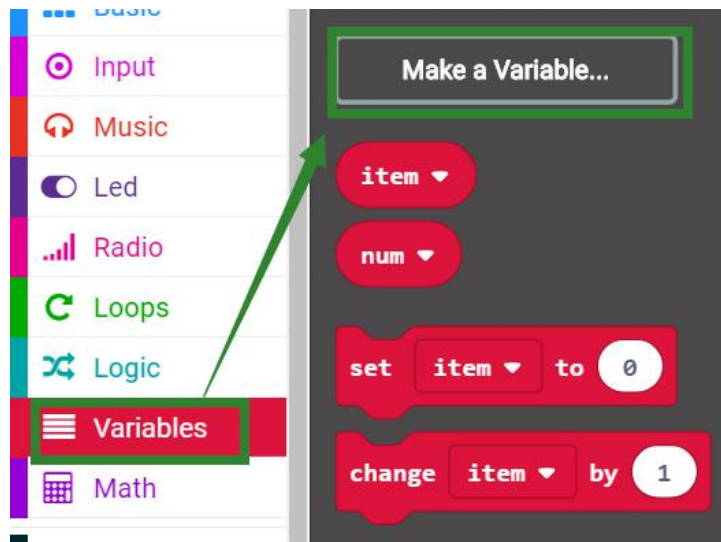 Basic
Input
Music
Led
Radio
Loops
Logic
Variables
Math
Make a Variable...
item
num
set item to 0
change item by 1